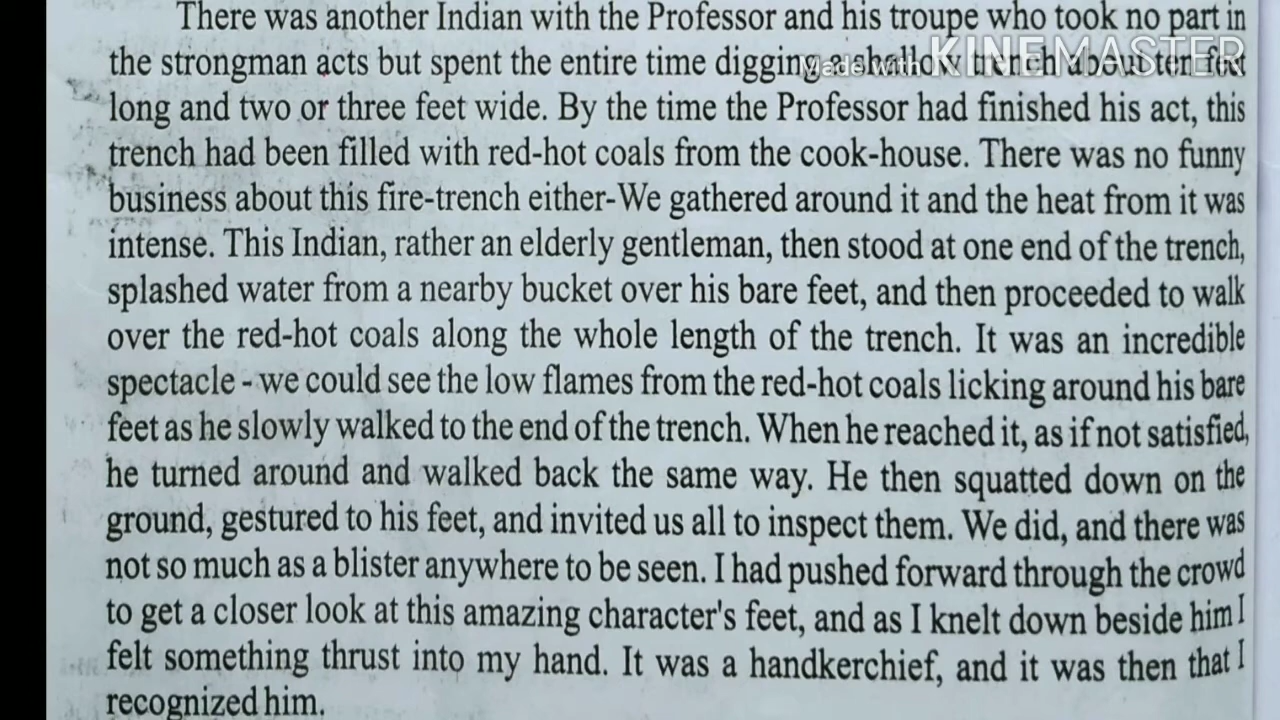 There was another Indian with the Professor and his troupe who took no part in
the strongman acts but spent the entire time digging a shallow trench about ten feet
Made with KINEMASTER
long and two or three feet wide. By the time the Professor had finished his act, this
trench had been filled with red-hot coals from the cook-house. There was no funny
business about this fire-trench either-We gathered around it and the heat from it was
intense. This Indian, rather an elderly gentleman, then stood at one end of the trench,
splashed water from a nearby bucket over his bare feet, and then proceeded to walk
over the red-hot coals along the whole length of the trench. It was an incredible
spectacle - we could see the low flames from the red-hot coals licking around his bare
feet as he slowly walked to the end of the trench. When he reached it, as if not satisfied,
he turned around and walked back the same way. He then squatted down on the
ground, gestured to his feet, and invited us all to inspect them. We did, and there was
not so much as a blister anywhere to be seen. I had pushed forward through the crowd
to get a closer look at this amazing character's feet, and as I knelt down beside him I
felt something thrust into my hand. It was a handkerchief, and it was then that I
recognized him.